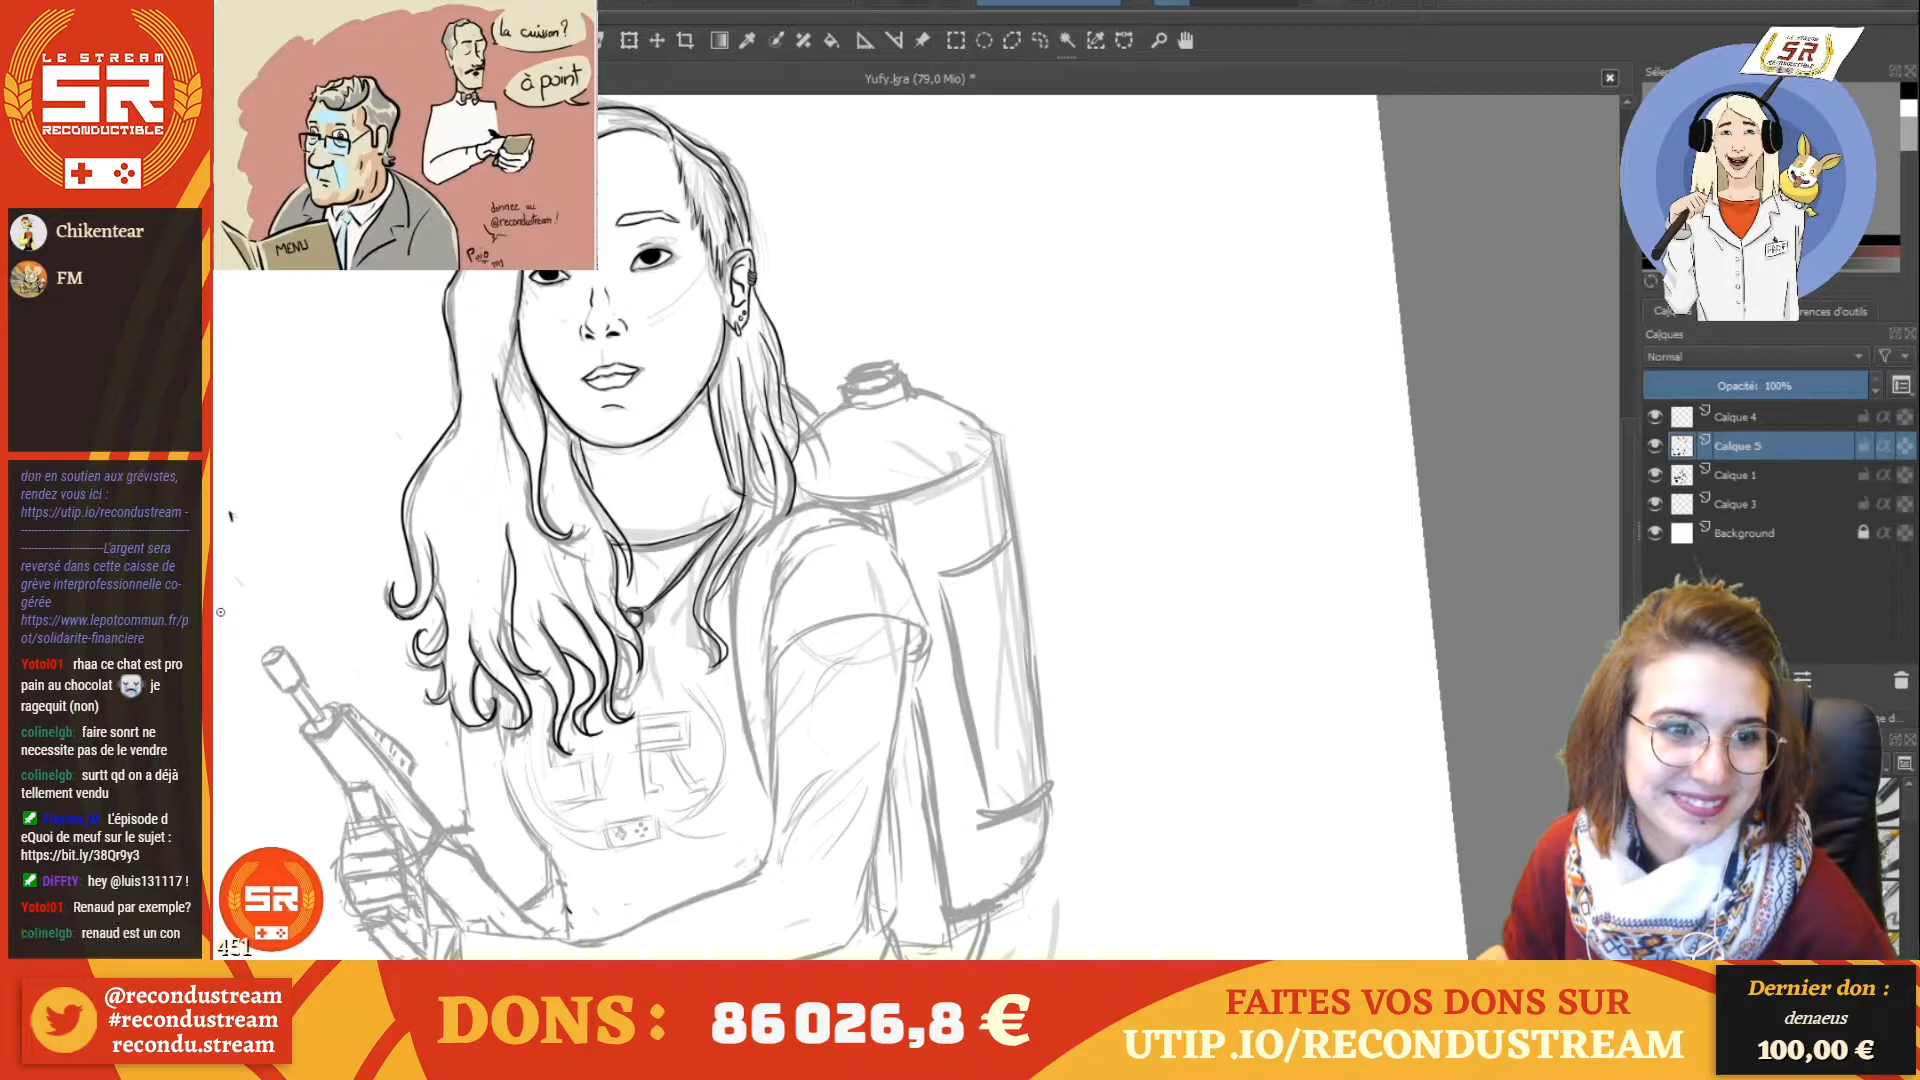 LE STREAM
SR
RECONDUCTIBLE
Chikentear
FM
don en soutien aux grévistes,
rendez vous ici :
https://utip.io/recondustream -
L'argent sera
reversé dans cette caisse de
grève interprofessionnelle co-
gérée
https://www.lepotcommun.fr/p
ot/solidarite-financiere
Yotol01 rhaa ce chat est pro
pain au chocolat je
ragequit (non)
colinelgb: faire sonrt ne
necessite pas de le vendre
colinelgb: surtt qd on a déjà
tellement vendu
L'épisode d
eQuoi de meuf sur le sujet :
https://bit.ly/38Qr9y3
DiFFtY: hey @luis131117 !
Yotol01 Renaud par exemple?
colinelgb: renaud est un con
la cuisson?
à point
MENU
donnez au
@recondustream !
Yufy.kra (79,0 Mio) *
SR
451
SR
Calques
Normal
Opacité: 100%
Calque 4
Calque 5
Calque 1
Calque 3
Background
@recondustream
#recondustream
recondu.stream
DONS : 86 026,8 €
FAITES VOS DONS SUR
UTIP.IO/RECONDUSTREAM
Dernier don :
denaeus
100,00 €